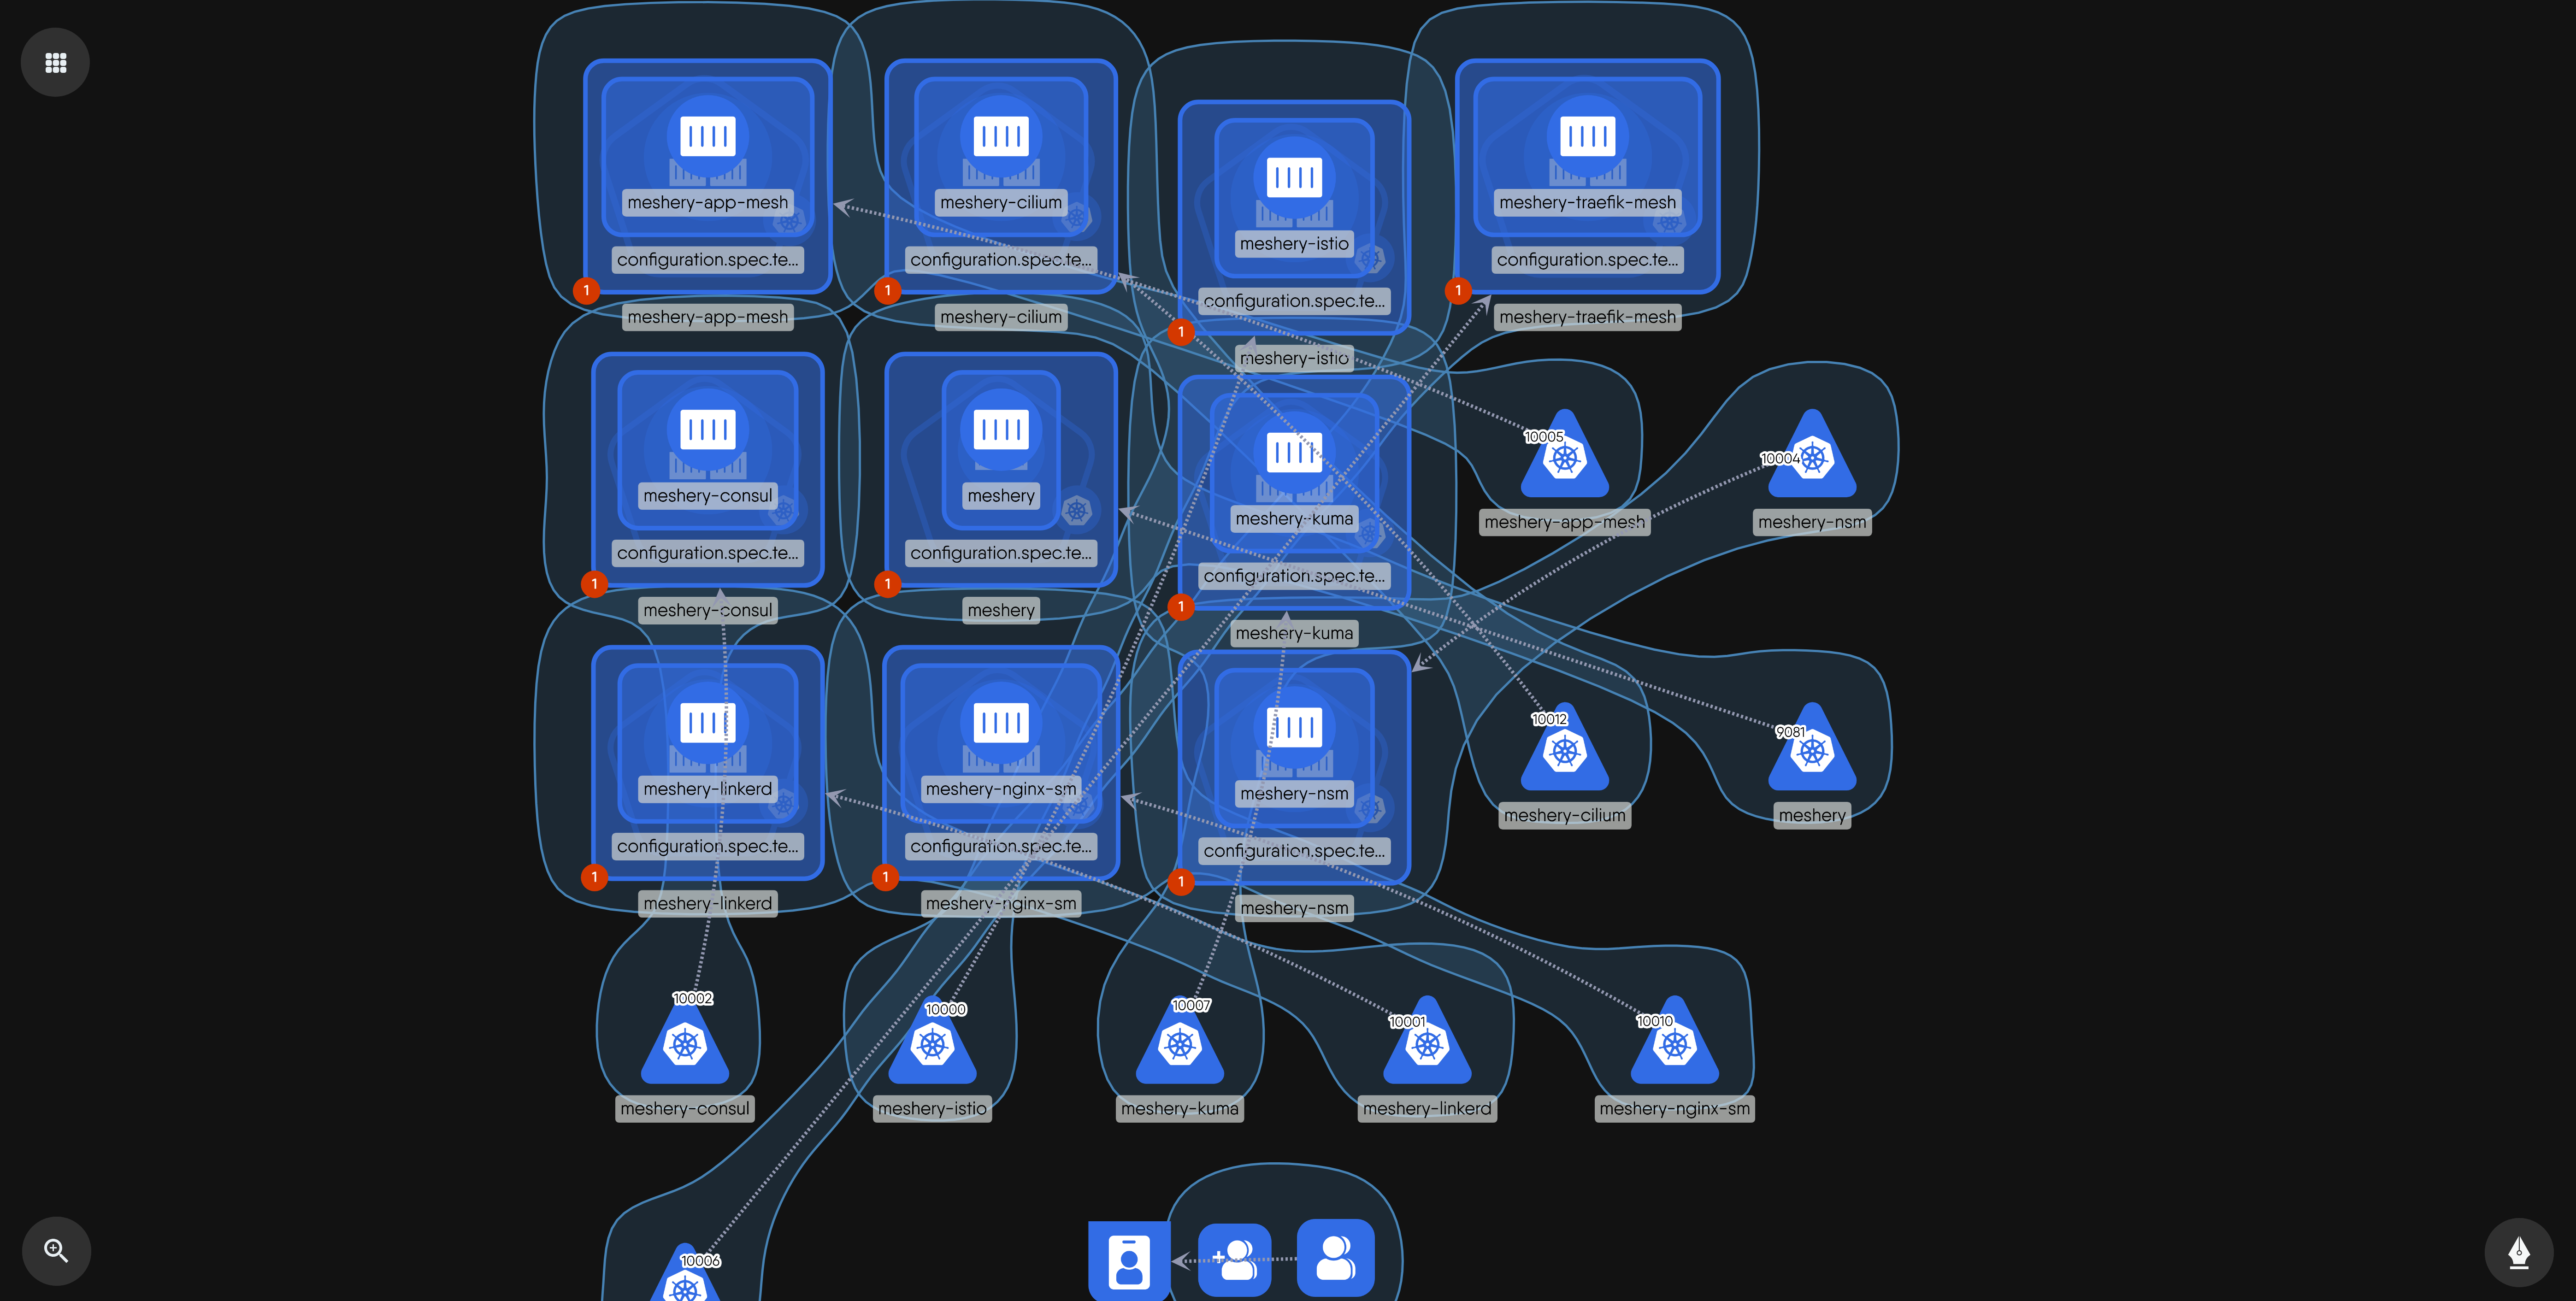 meshery-app-mesh
configuration.spec.te...
1
meshery-app-mesh
meshery-cilium
configuration.spec.te...
1
meshery-cilium
meshery-istio
configuration.spec.te...
1
meshery-istio
meshery-traefik-mesh
configuration.spec.te...
1
meshery-traefik-mesh
meshery-consul
configuration.spec.te...
1
meshery-consul
meshery
configuration.spec.te...
1
meshery
meshery-kuma
configuration.spec.te...
1
meshery-kuma
10005
meshery-app-mesh
10004
meshery-nsm
meshery-linkerd
configuration.spec.te...
1
meshery-linkerd
meshery-nginx-sm
configuration.spec.te...
1
meshery-nginx-sm
meshery-nsm
configuration.spec.te...
1
meshery-nsm
10012
meshery-cilium
9081
meshery
10002
meshery-consul
10000
meshery-istio
10007
meshery-kuma
10001
meshery-linkerd
10010
meshery-nginx-sm
10006